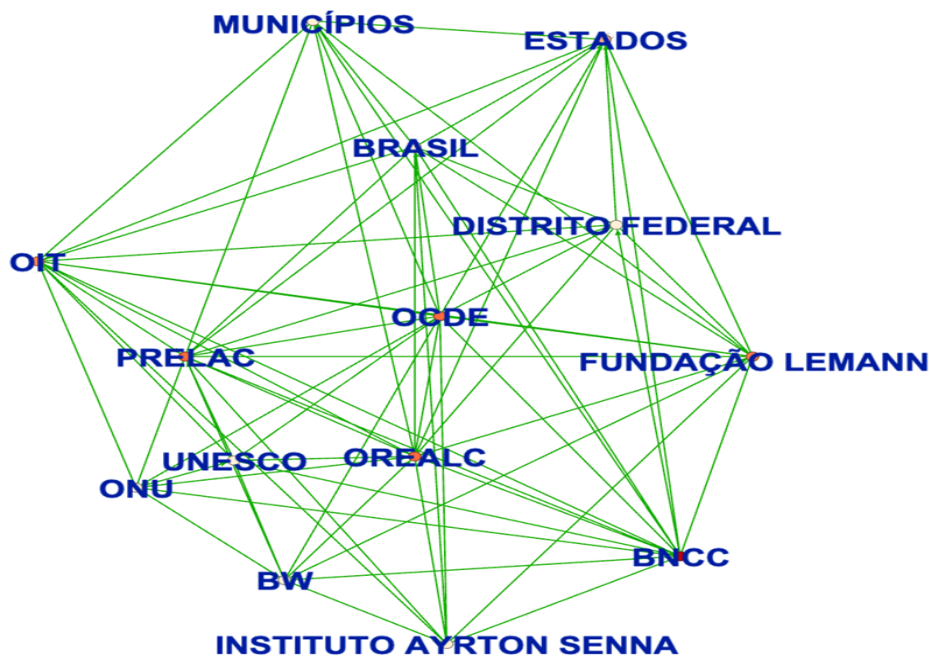 MUNICÍPIOS
ESTADOS
BRASIL
DISTRITO FEDERAL
OIT
OCDE
PRELAC
FUNDAÇÃO LEMANN
UNESCO
OREALC
ONU
BNCC
BW
INSTITUTO AYRTON SENNA